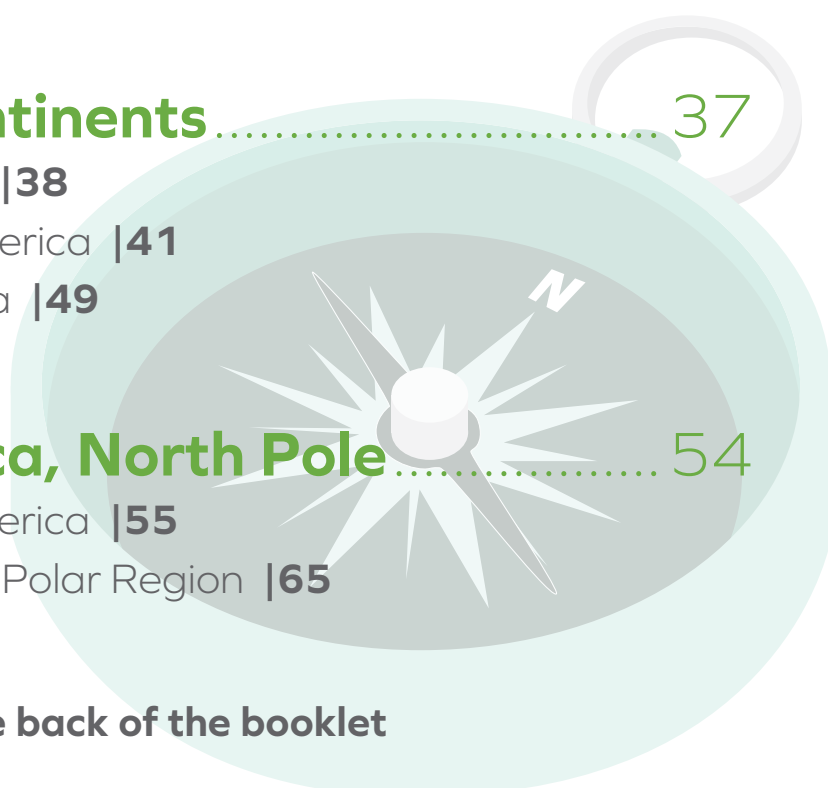 ntinents........................................ 37
|38
erica |41
a |49
N
ca, North Pole.................. 54
erica |55
Polar Region |65
e back of the booklet